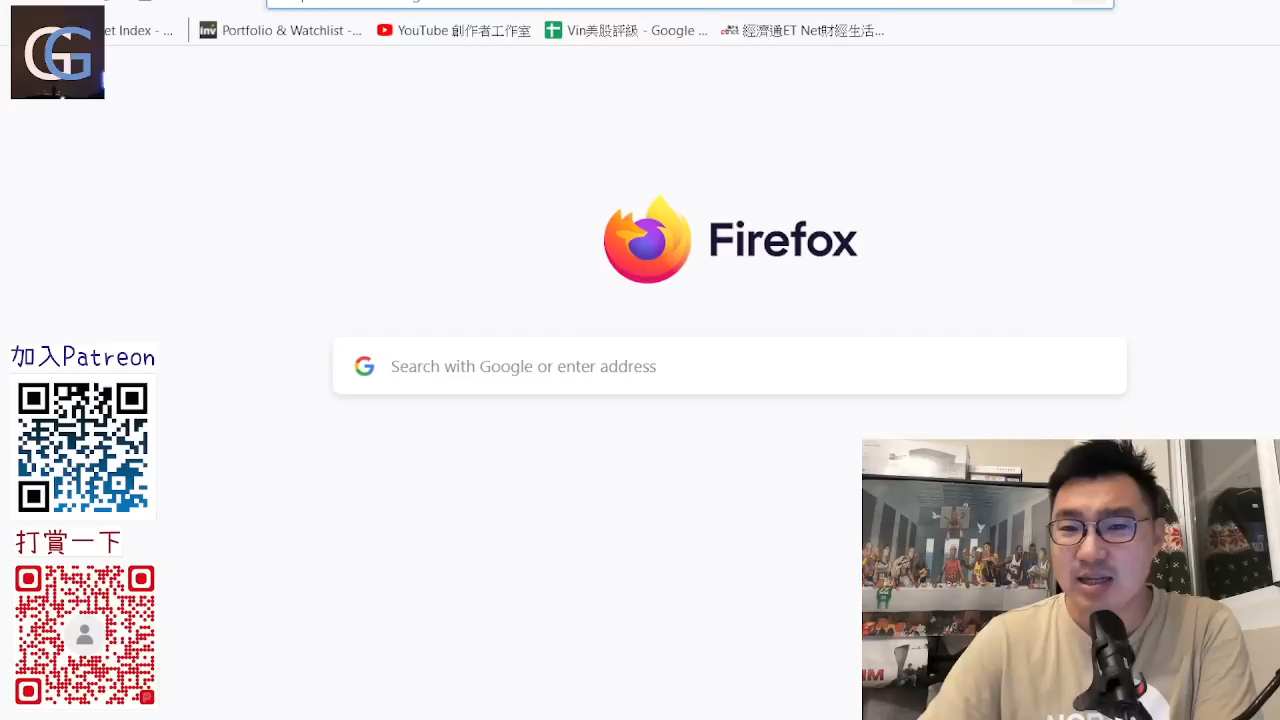 et Index - ...
Portfolio & Watchlist -...
YouTube 創作者工作室
Vin美股評級 - Google ...
經濟通ET Net財經生活...
GG
Firefox
Search with Google or enter address
加入Patreon
打賞一下